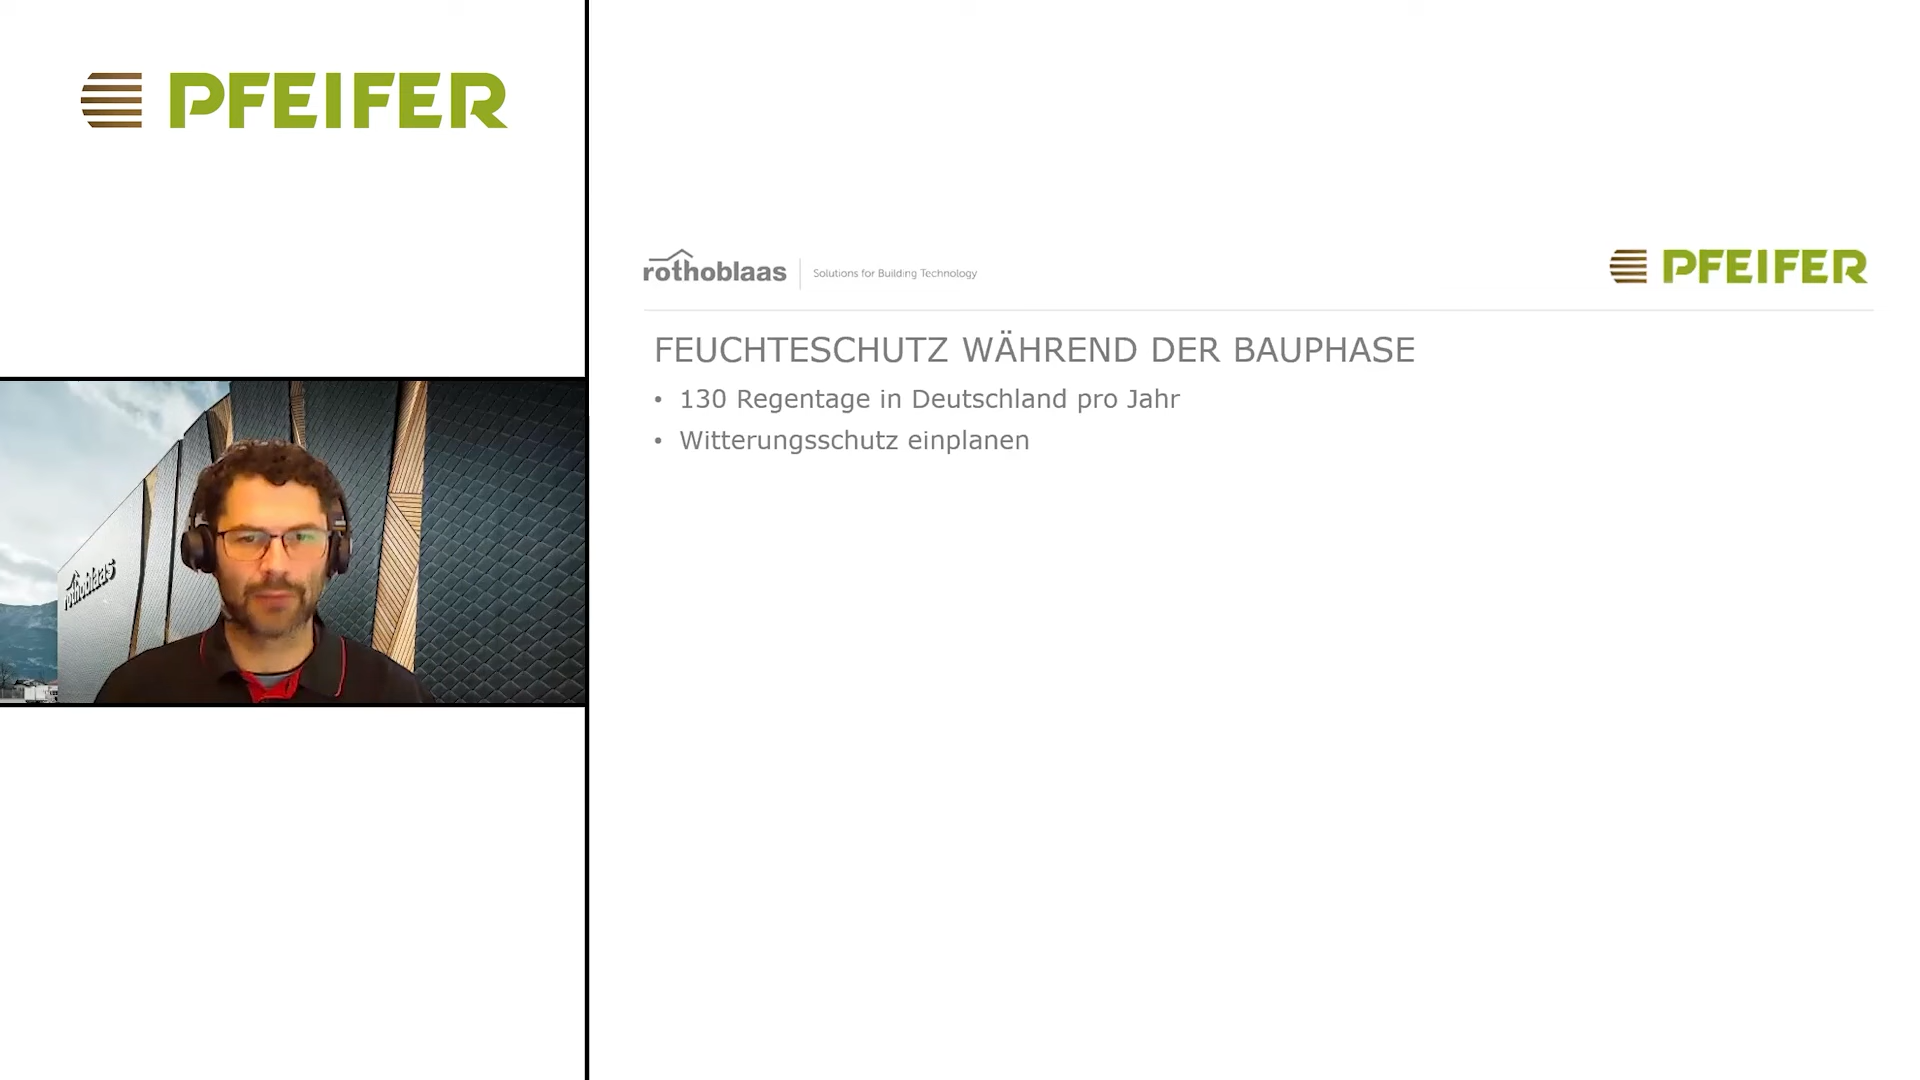 PFEIFER
rothoblaas
rothoblaas
Solutions for Building Technology
PFEIFER
FEUCHTESCHUTZ WÄHREND DER BAUPHASE
• 130 Regentage in Deutschland pro Jahr
• Witterungsschutz einplanen